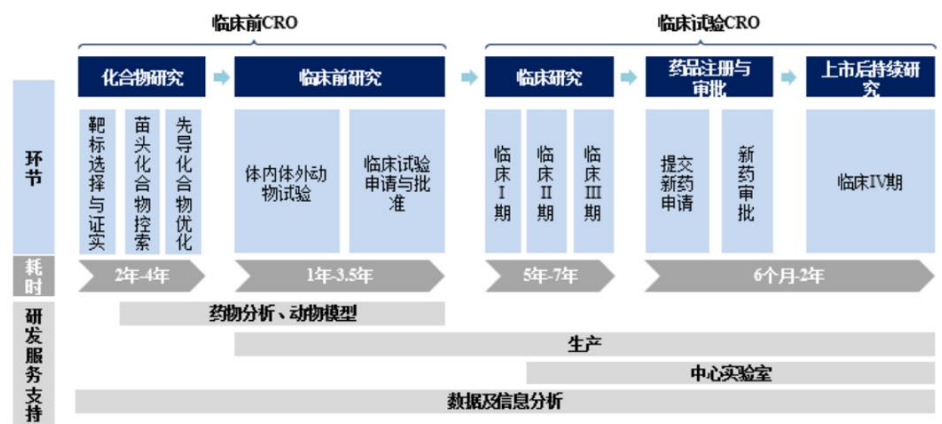 临床前CRO
临床试验CRO
化合物研究
临床前研究
临床研究
药品注册与
审批
上市后持续研
究
环节
靶标选择与证实
苗头化合物控索
先导化合物优化
体内体外动
物试验
临床试验
申请与批
准
临床I期
临床II期
临床III期
提交
新药
申请
新药审批
临床IV期
耗时
2年-4年
1年-3.5年
5年-7年
6个月-2年
研发服务支持
药物分析、动物模型
生产
中心实验室
数据及信息分析